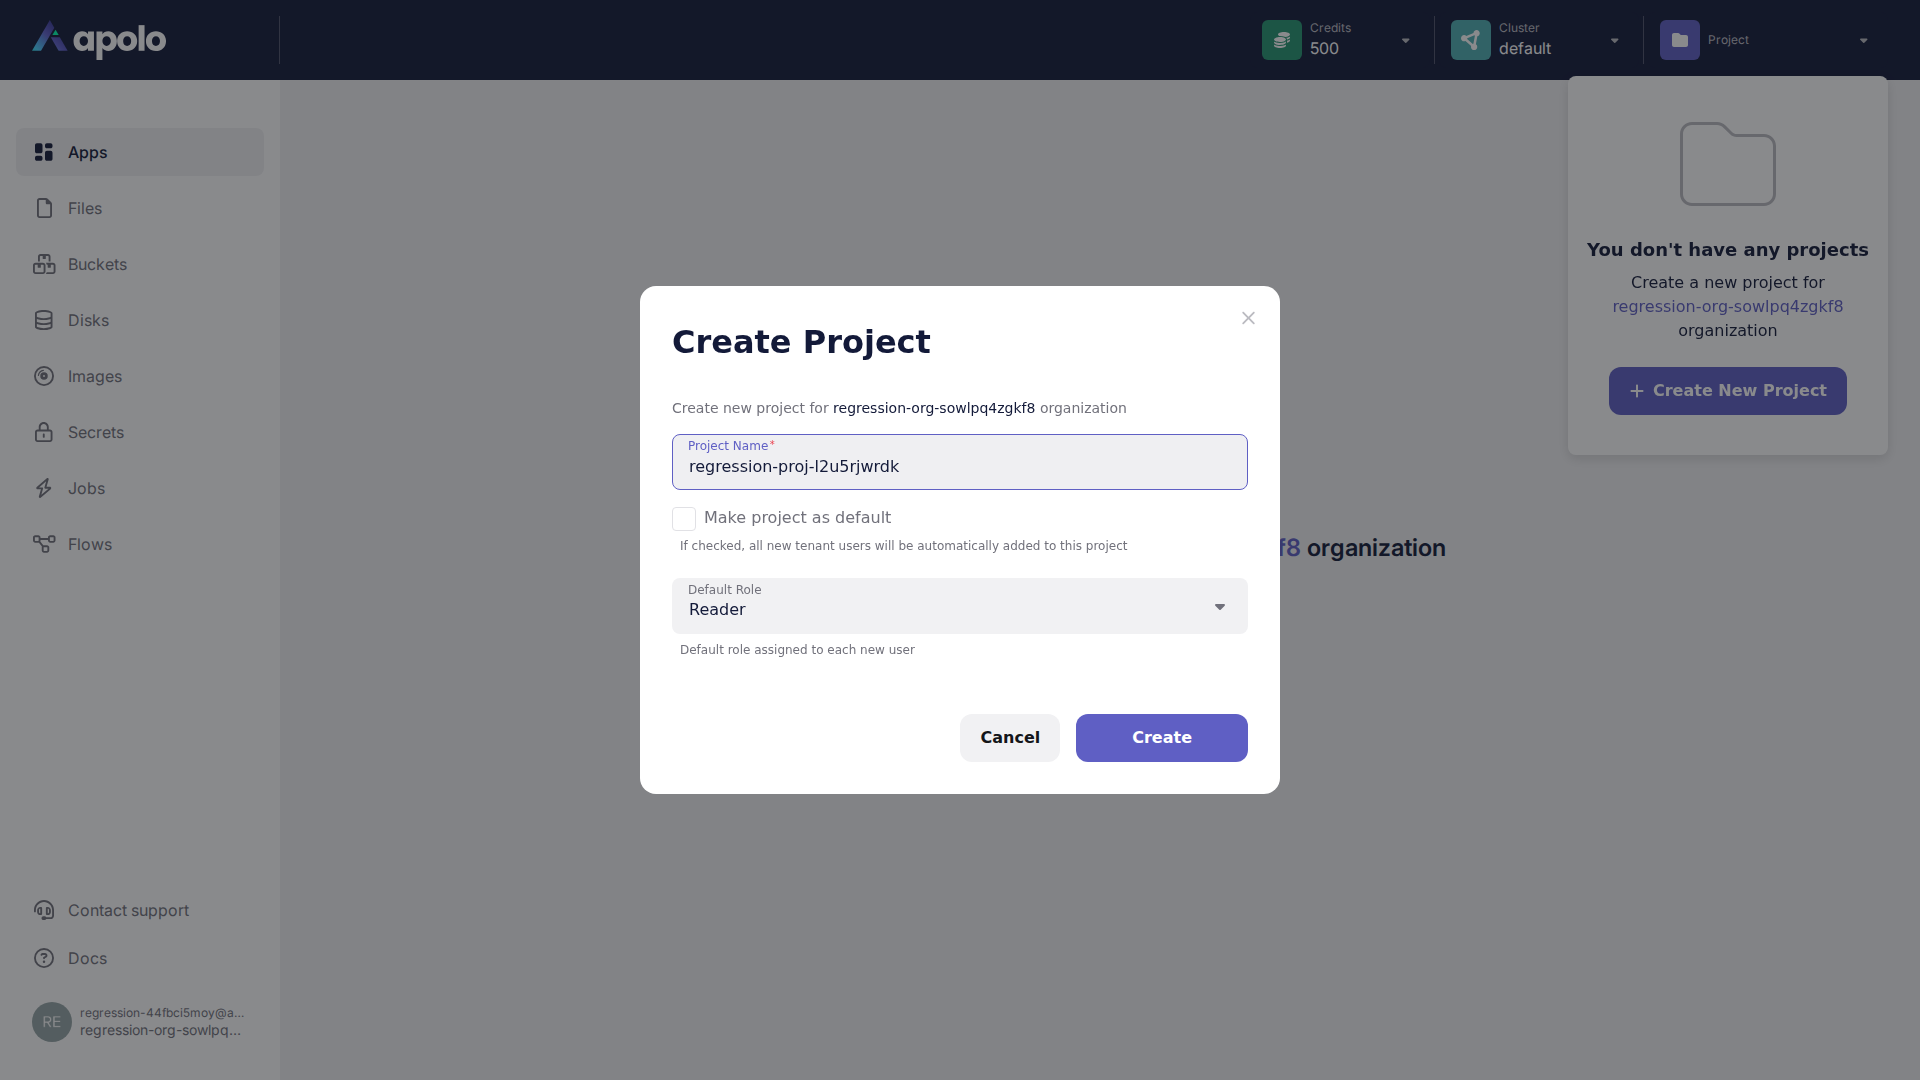 apolo
Credits
500
Cluster
default
Project
Apps
Files
Buckets
Disks
Images
Secrets
Jobs
Flows
Contact support
Docs
RE
regression-44fbci5moy@a...
regression-org-sowlpq...
You don't have any projects
Create a new project for
regression-org-sowlpq4zgkf8
organization
+ Create New Project
f8 organization
Create Project
Create new project for regression-org-sowlpq4zgkf8 organization
Project Name*
regression-proj-l2u5rjwrdk
Make project as default
If checked, all new tenant users will be automatically added to this project
Default Role
Reader
Default role assigned to each new user
Cancel
Create